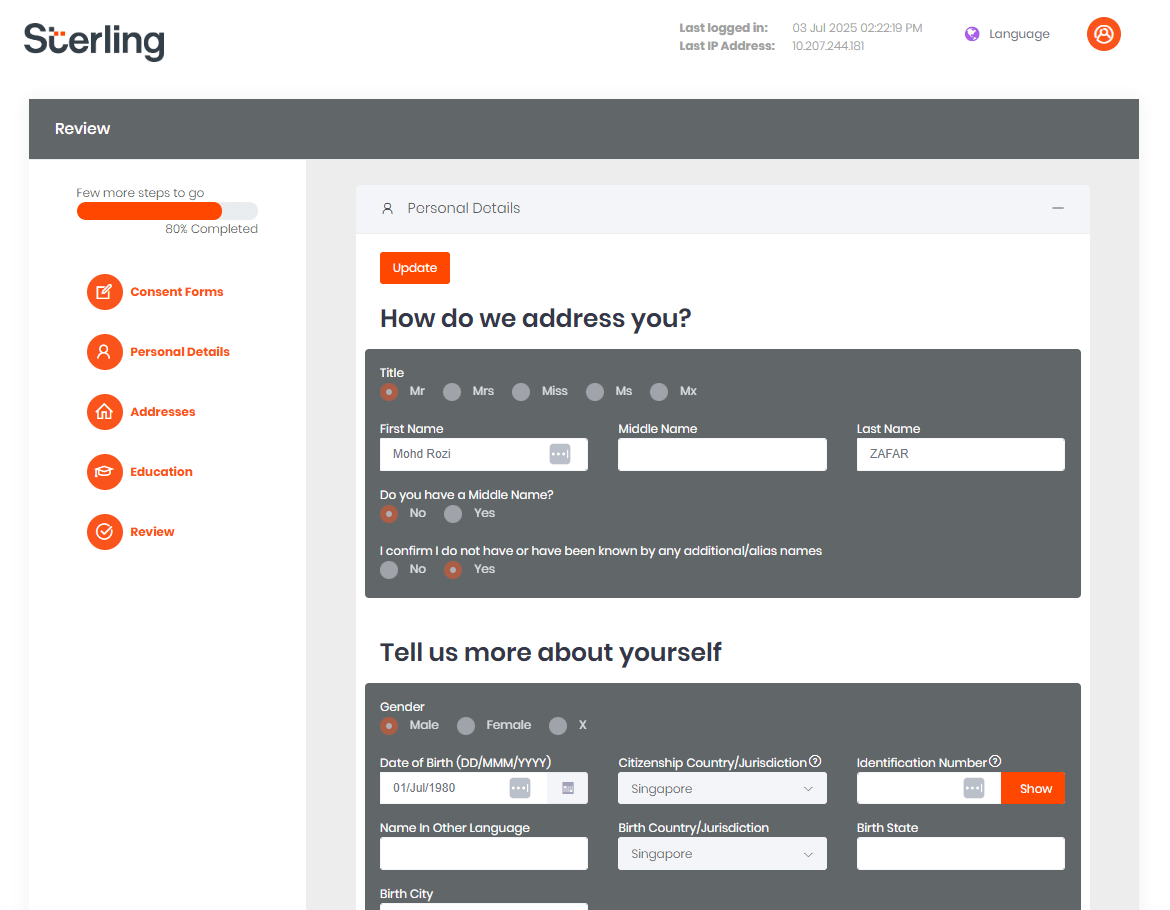 Sterling
Last logged in: 03 Jul 2025 02:22:19 PM
Last IP Address: 10.207.244.181
Language
Review
Few more steps to go
80% Completed
Consent Forms
Personal Details
Addresses
Education
Review
Personal Details
Update
How do we address you?
Title
Mr Mrs Miss Ms Mx
First Name Middle Name Last Name
Mohd Rozi ZAFAR
Do you have a Middle Name?
No Yes
I confirm I do not have or have been known by any additional/alias names
No Yes
Tell us more about yourself
Gender
Male Female X
Date of Birth (DD/MMM/YYYY) Citizenship Country/Jurisdiction ? Identification Number ?
01/Jul/1980 Singapore Show
Name In Other Language Birth Country/Jurisdiction Birth State
Singapore
Birth City